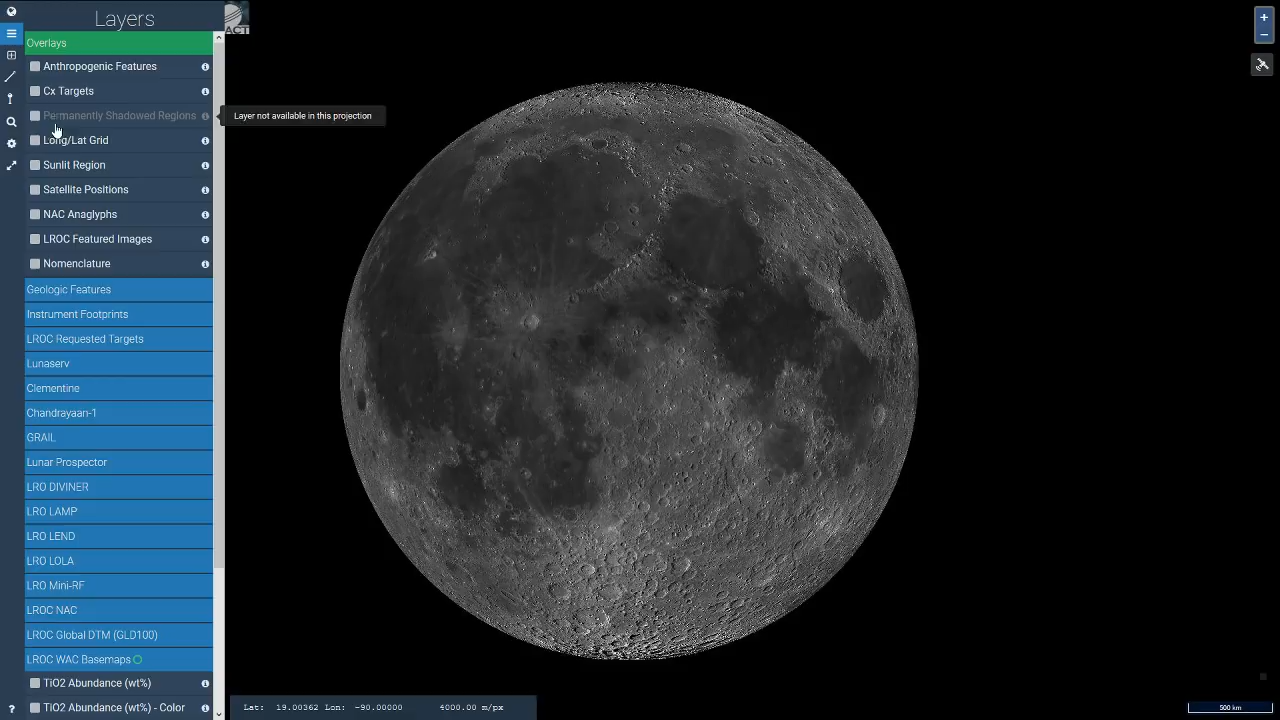 Layers
ACT
Overlays
Anthropogenic Features
Cx Targets
Permanently Shadowed Regions
Layer not available in this projection
Long/Lat Grid
Sunlit Region
Satellite Positions
NAC Anaglyphs
LROC Featured Images
Nomenclature
Geologic Features
Instrument Footprints
LROC Requested Targets
Lunaserv
Clementine
Chandrayaan-1
GRAIL
Lunar Prospector
LRO DIVINER
LRO LAMP
LRO LEND
LRO LOLA
LRO Mini-RF
LROC NAC
LROC Global DTM (GLD100)
LROC WAC Basemaps
TiO2 Abundance (wt%)
TiO2 Abundance (wt%) - Color
Lat: 19.00362 Lon: -90.00000 4000.00 m/px
500 km